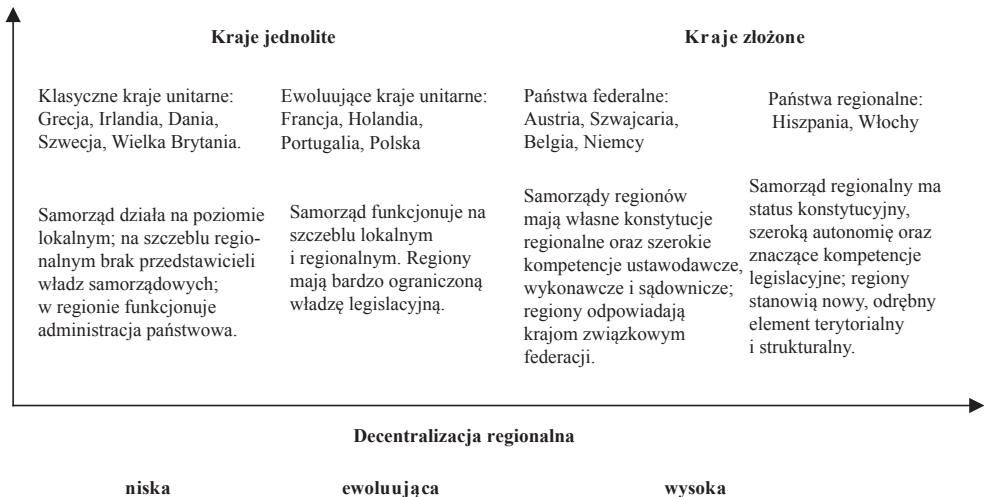 Kraje jednolite
Kraje złożone
Klasyczne kraje unitarne:
Grecja, Irlandia, Dania,
Szwecja, Wielka Brytania.
Ewoluujące kraje unitarne:
Francja, Holandia,
Portugalia, Polska
Państwa federalne:
Austria, Szwajcaria,
Belgia, Niemcy
Państwa regionalne:
Hiszpania, Włochy
Samorząd działa na poziomie
lokalnym; na szczeblu regio-
nalnym brak przedstawicieli
władz samorządowych;
w regionie funkcjonuje
administracja państwowa.
Samorząd funkcjonuje na
szczeblu lokalnym
i regionalnym. Regiony
mają bardzo ograniczoną
władzę legislacyjną.
Samorządy regionów
mają własne konstytucje
regionalne oraz szerokie
kompetencje ustawodawcze,
wykonawcze i sądownicze;
regiony odpowiadają
krajom związkowym
federacji.
Samorząd regionalny ma
status konstytucyjny,
szeroką autonomię oraz
znaczące kompetencje
legislacyjne; regiony
stanowią nowy, odrębny
element terytorialny
i strukturalny.
Decentralizacja regionalna
niska
ewoluująca
wysoka